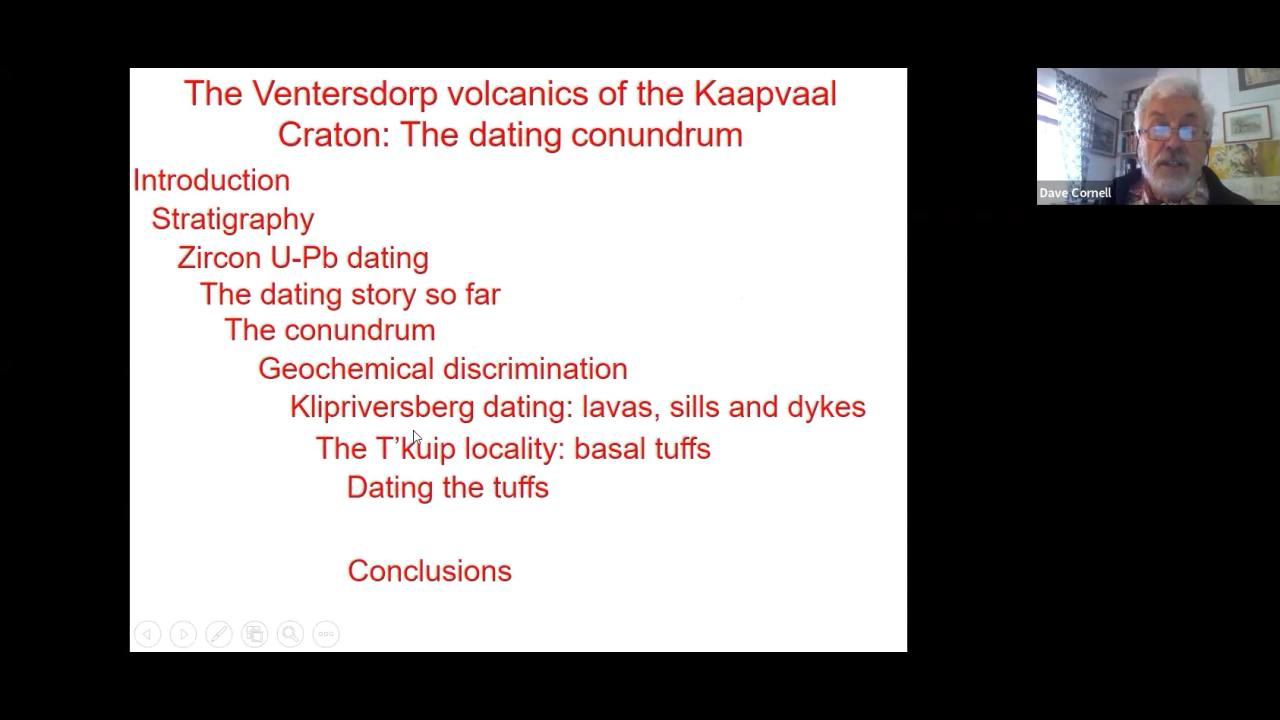 The Ventersdorp volcanics of the Kaapvaal
Craton: The dating conundrum
Introduction
Stratigraphy
Zircon U-Pb dating
The dating story so far
The conundrum
Geochemical discrimination
Klipriversberg dating: lavas, sills and dykes
The T’kuip locality: basal tuffs
Dating the tuffs
Conclusions
Dave Cornell